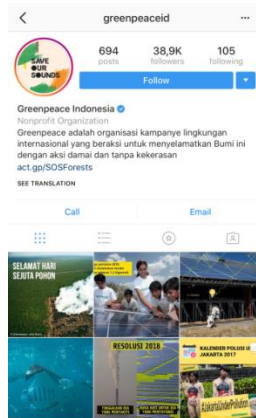 greenpeaceid
SAVE
OUR
SOUNDS
694
posts
38,9K
followers
105
following
Follow
Greenpeace Indonesia
Nonprofit Organization
Greenpeace adalah organisasi kampanye lingkungan
internasional yang beraksi untuk menyelamatkan Bumi ini
dengan aksi damai dan tanpa kekerasan
act.gp/SOSForests
SEE TRANSLATION
Call
Email
SELAMAT HARI
SEJUTA POHON
RESOLUSI 2018
KALENDER POLUSI UDARA
JAKARTA 2017
#JakartaUnderPollution